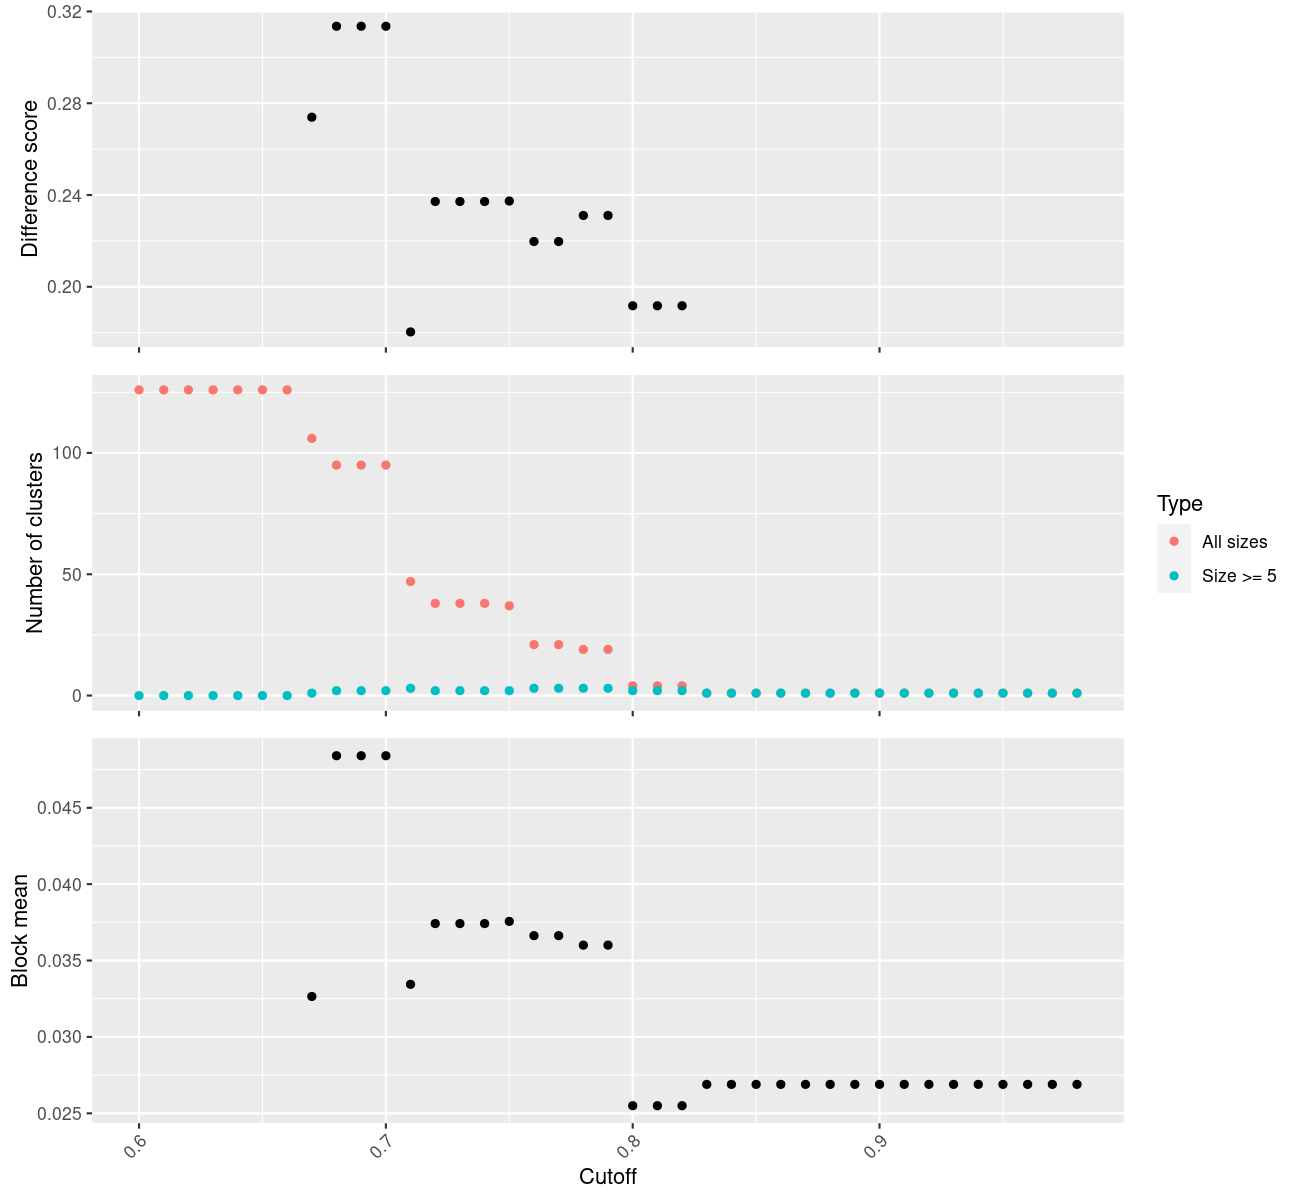 0.32
0.28
0.24
0.20
Difference score
100
50
0
Number of clusters
Type
All sizes
Size >= 5
0.045
0.040
0.035
0.030
0.025
Block mean
0.6
0.7
0.8
0.9
Cutoff